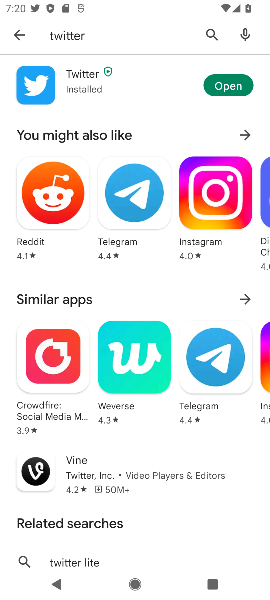 7:20
twitter
Twitter
Installed
Open
You might also like
Reddit
4.1★
Telegram
4.4★
Instagram
4.0★
Di
Ch
4.
Similar apps
Crowdfire:
Social Media M...
3.9★
Weverse
4.3★
Telegram
4.4★
Ins
4.
Vine
Twitter, Inc. • Video Players & Editors
4.2★ 50M+
Related searches
twitter lite